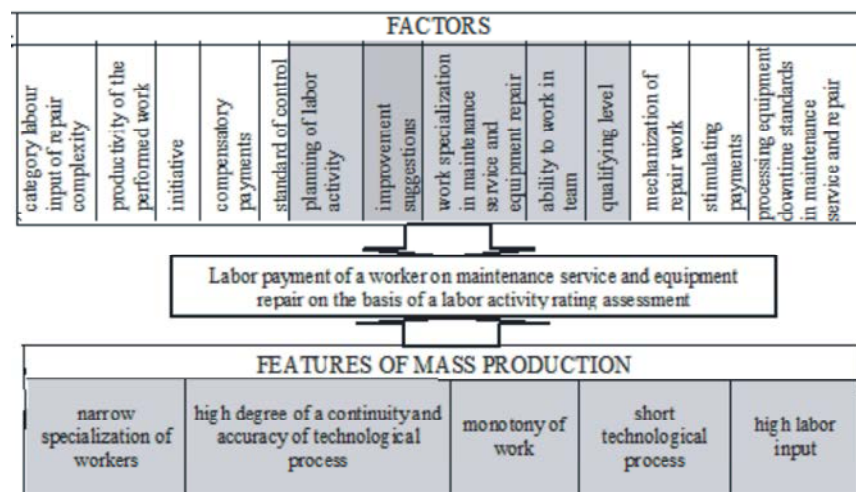 FACTORS
category labour
input of repair
complexity
productivity of the
performed work
initiative
compensatory
payments
standard of control
planning of labor
activity
improvement
suggestions
work specialization
in maintenance
service and
equipment repair
ability to work in
team
qualifying level
mechanization of
repair work
stimulating
payments
processing equipment
downtime standards
in maintenance
service and repair
Labor payment of a worker on maintenance service and equipment
repair on the basis of a labor activity rating assessment
FEATURES OF MASS PRODUCTION
narrow
specialization of
workers
high degree of a continuity and
accuracy of technological
process
monotony of
work
short
technological
process
high labor
input